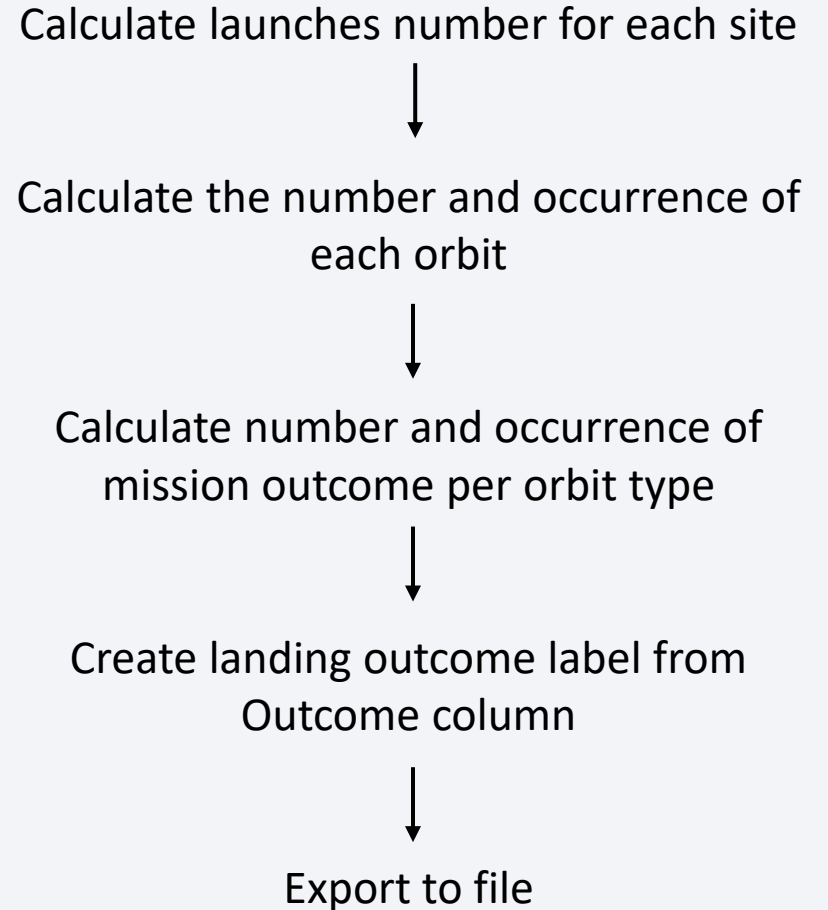 Calculate launches number for each site
Calculate the number and occurrence of
each orbit
Calculate number and occurrence of
mission outcome per orbit type
Create landing outcome label from
Outcome column
Export to file